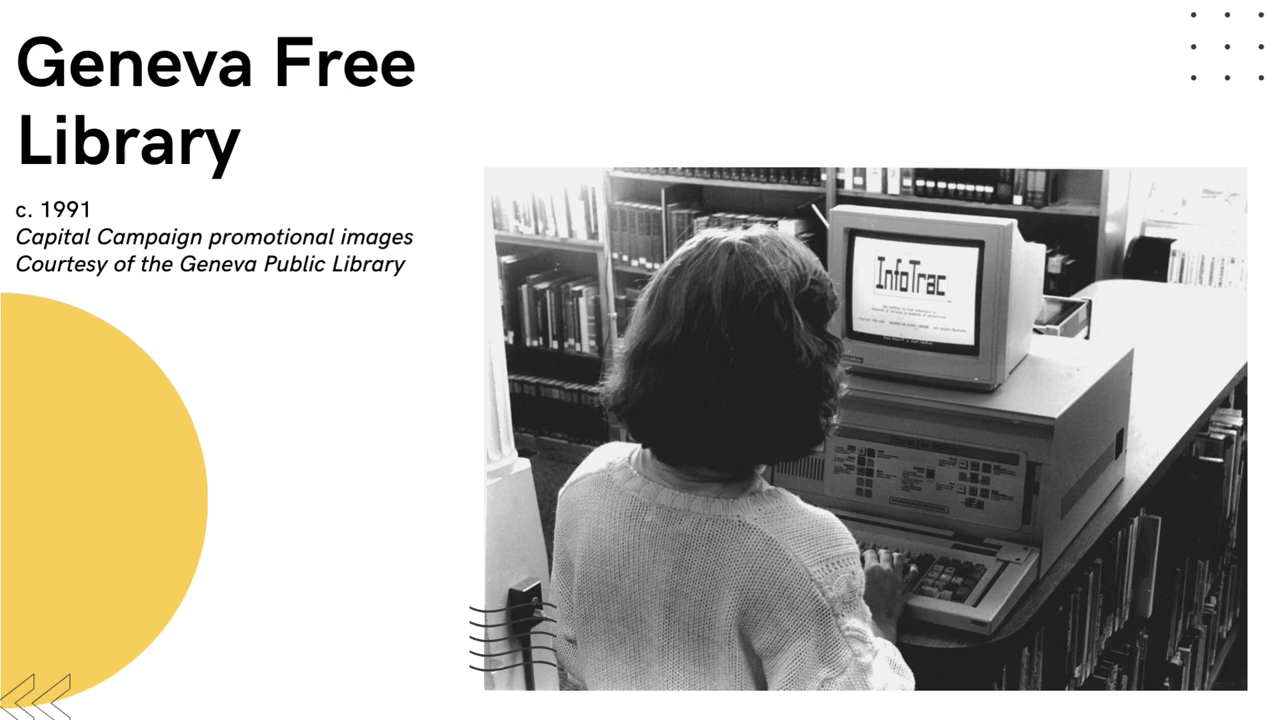 Geneva Free
Library
c. 1991
Capital Campaign promotional images
Courtesy of the Geneva Public Library
InfoTrac